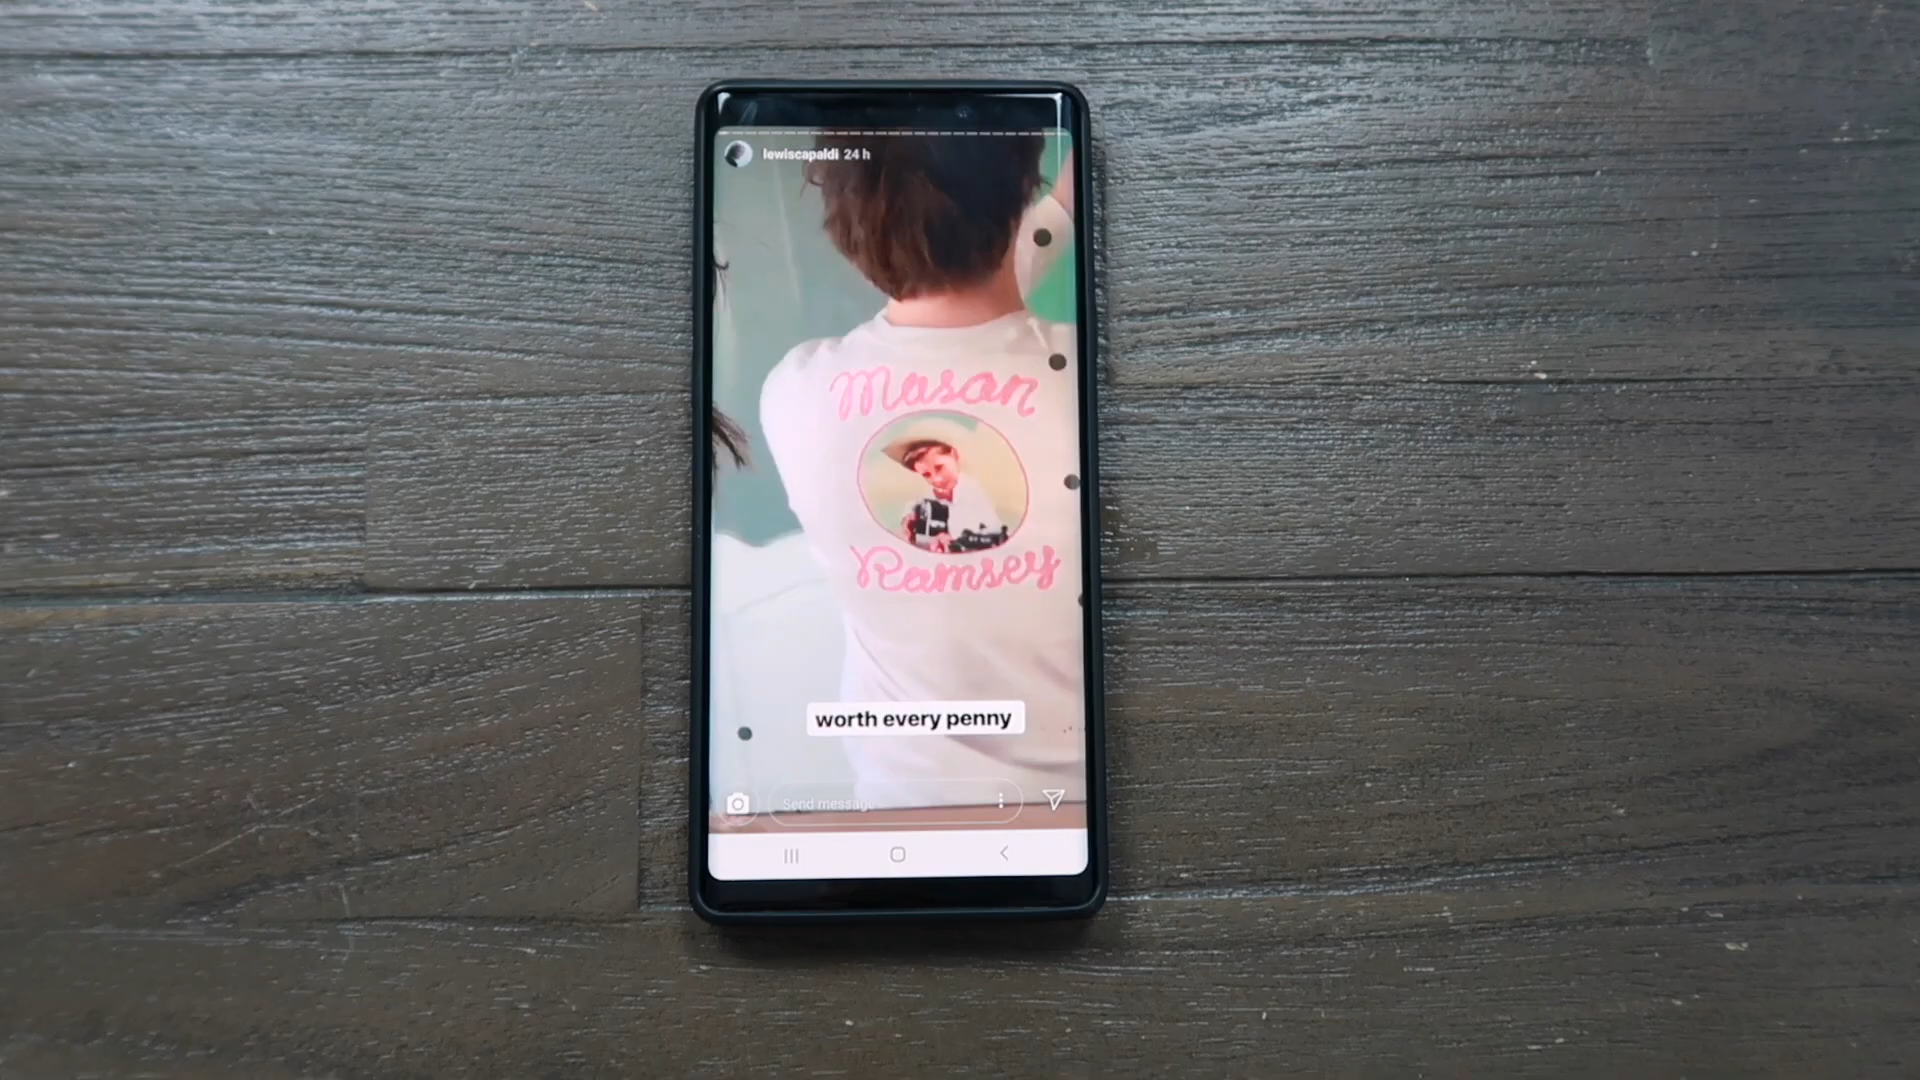 lewiscapaldi 24 h
Mason
Ramsey
worth every penny
Send message